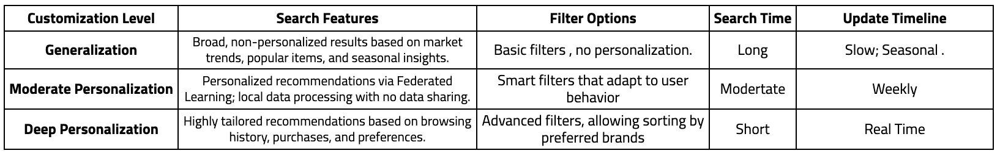 Customization Level
Search Features
Filter Options
Search Time
Update Timeline
Generalization
Broad, non-personalized results based on market
trends, popular items, and seasonal insights.
Basic filters , no personalization.
Long
Slow; Seasonal .
Moderate Personalization
Personalized recommendations via Federated
Learning; local data processing with no data sharing.
Smart filters that adapt to user
behavior
Modertate
Weekly
Deep Personalization
Highly tailored recommendations based on browsing
history, purchases, and preferences.
Advanced filters, allowing sorting by
preferred brands
Short
Real Time